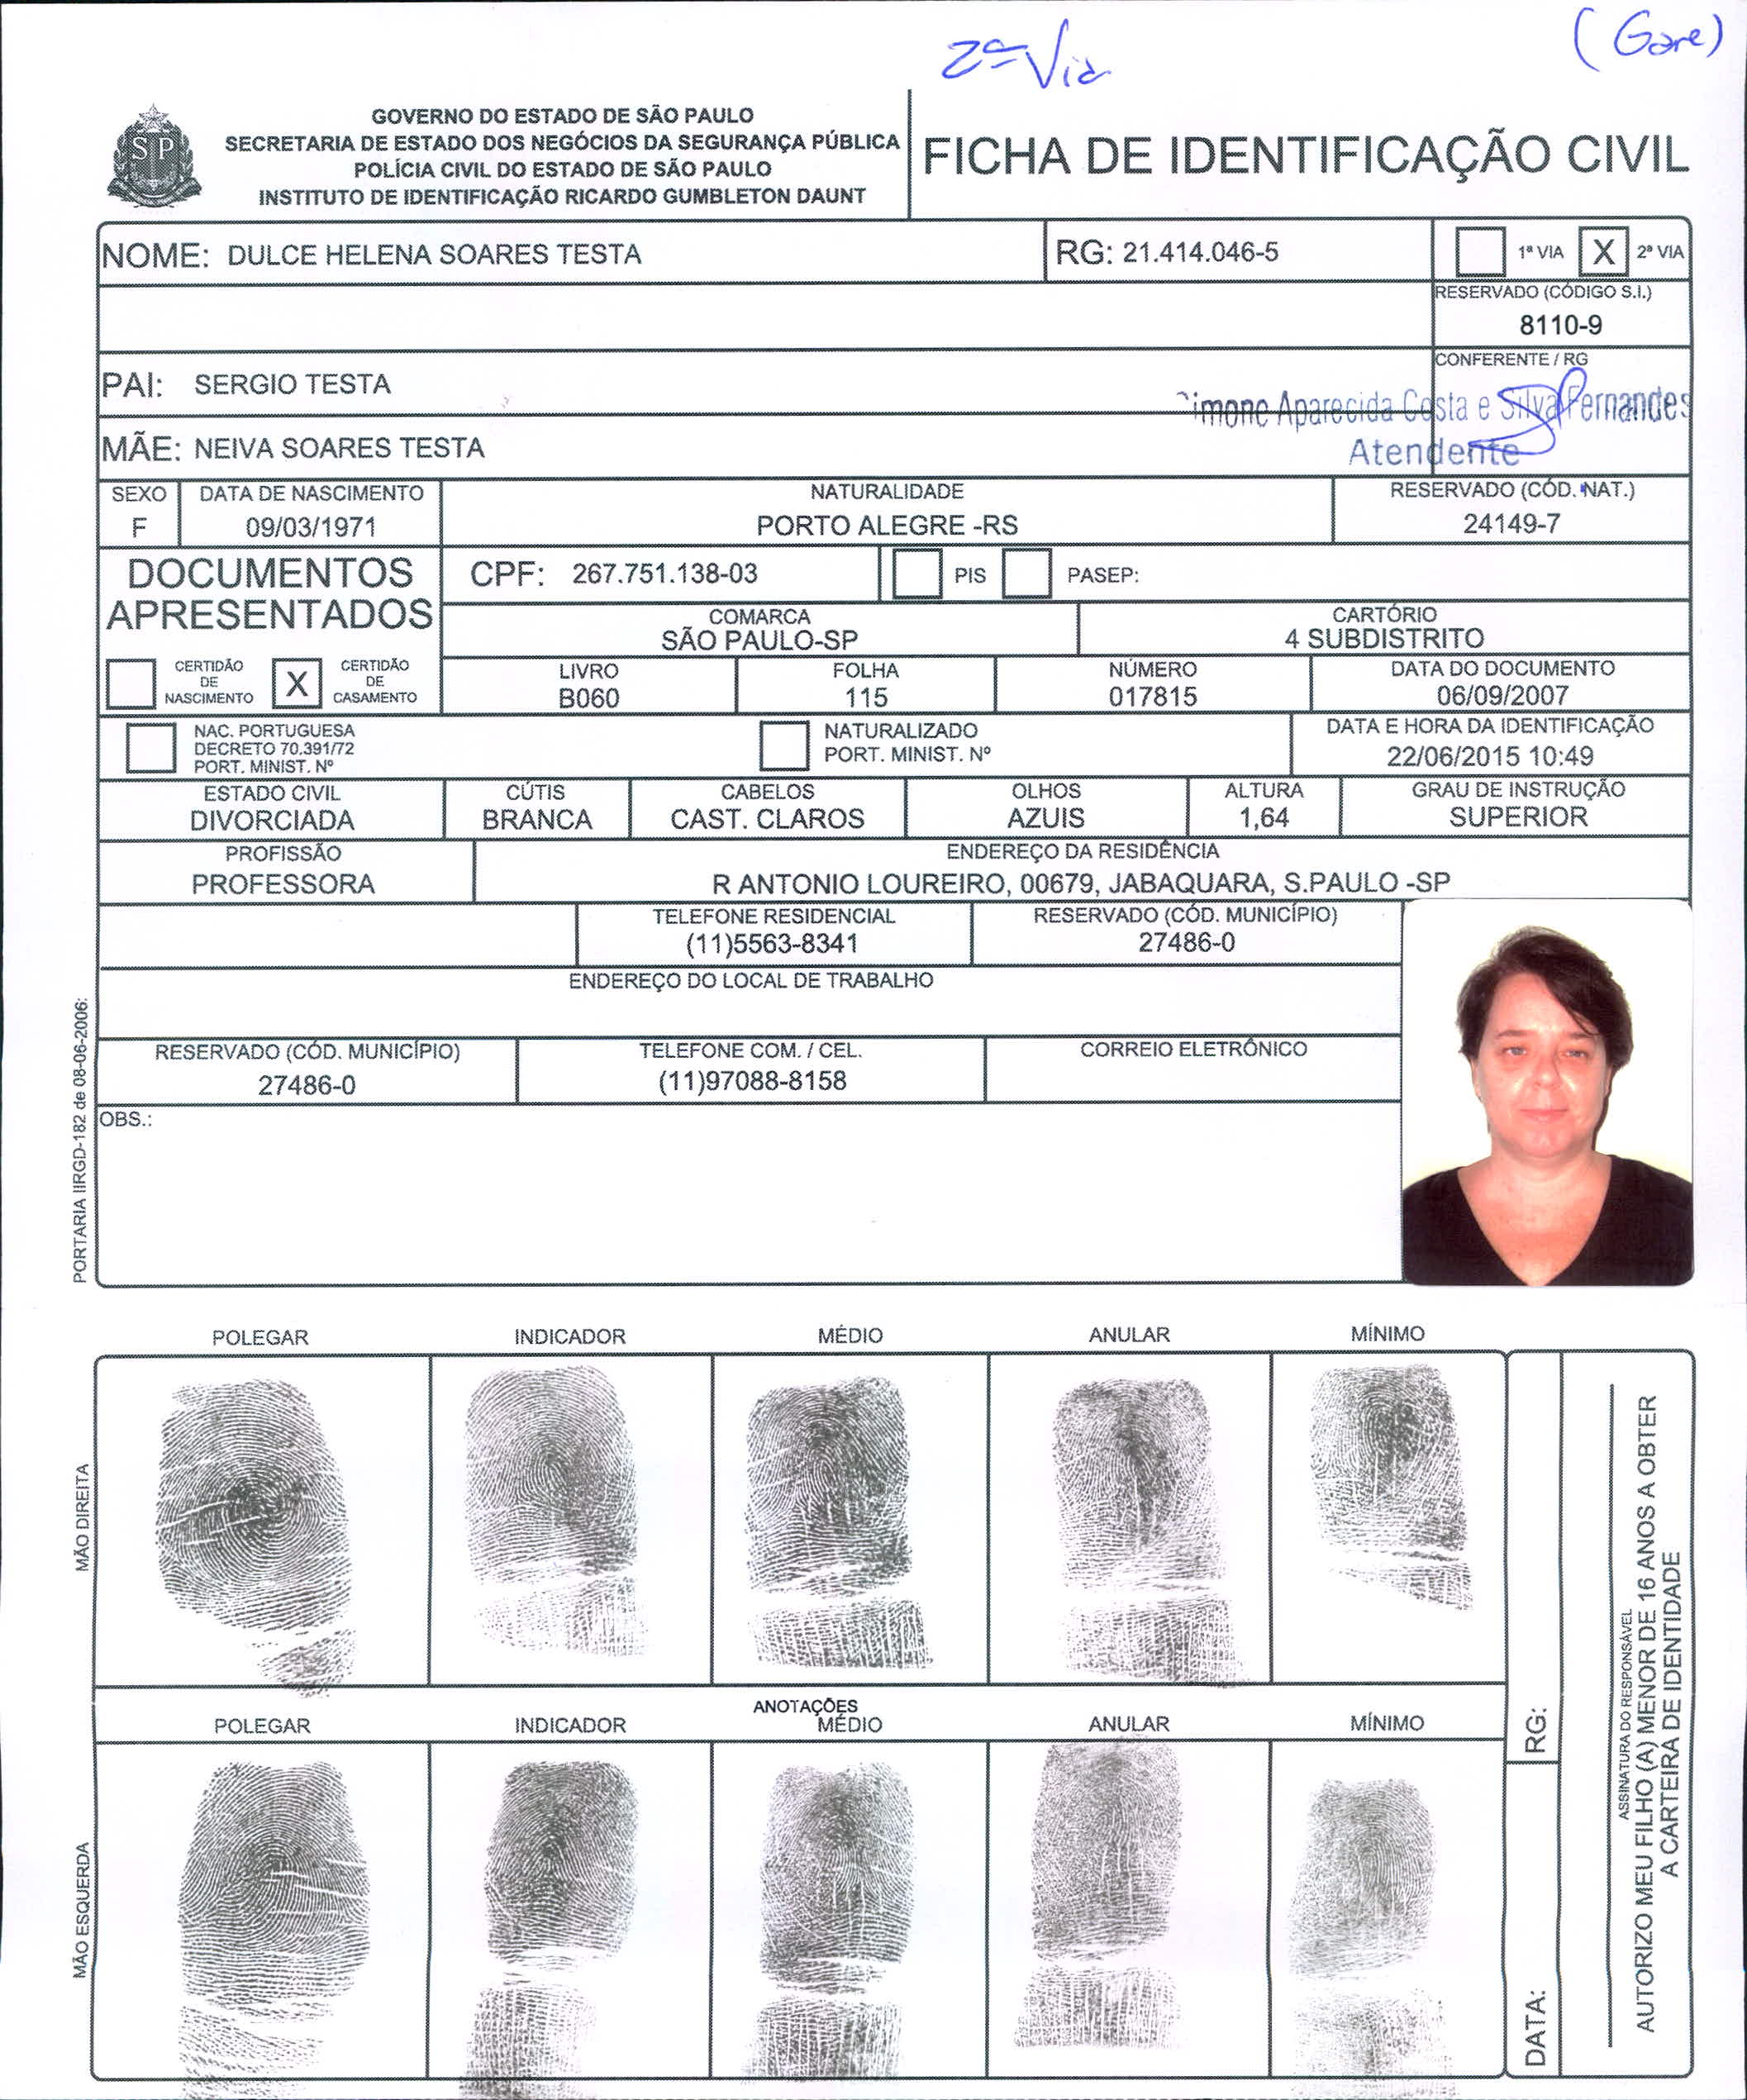 2ª Via
(Gare)
GOVERNO DO ESTADO DE SÃO PAULO
SECRETARIA DE ESTADO DOS NEGÓCIOS DA SEGURANÇA PÚBLICA
POLÍCIA CIVIL DO ESTADO DE SÃO PAULO
INSTITUTO DE IDENTIFICAÇÃO RICARDO GUMBLETON DAUNT
SP
FICHA DE IDENTIFICAÇÃO CIVIL
NOME: DULCE HELENA SOARES TESTA
RG: 21.414.046-5
1ª VIA X 2ª VIA
RESERVADO (CÓDIGO S.I.)
8110-9
PAI: SERGIO TESTA
CONFERENTE / RG
Simone Aparecida Costa e Silva Fernandes
Atendente
MÃE: NEIVA SOARES TESTA
SEXO
F
DATA DE NASCIMENTO
09/03/1971
NATURALIDADE
PORTO ALEGRE -RS
RESERVADO (CÓD. NAT.)
24149-7
DOCUMENTOS
APRESENTADOS
CPF: 267.751.138-03
PIS
PASEP:
COMARCA
SÃO PAULO-SP
CARTÓRIO
4 SUBDISTRITO
CERTIDÃO
DE
NASCIMENTO
X
CERTIDÃO
DE
CASAMENTO
LIVRO
B060
FOLHA
115
NÚMERO
017815
DATA DO DOCUMENTO
06/09/2007
NAC. PORTUGUESA
DECRETO 70.391/72
PORT. MINIST. Nº
NATURALIZADO
PORT. MINIST. Nº
DATA E HORA DA IDENTIFICAÇÃO
22/06/2015 10:49
ESTADO CIVIL
DIVORCIADA
CÚTIS
BRANCA
CABELOS
CAST. CLAROS
OLHOS
AZUIS
ALTURA
1,64
GRAU DE INSTRUÇÃO
SUPERIOR
PROFISSÃO
PROFESSORA
ENDEREÇO DA RESIDÊNCIA
R ANTONIO LOUREIRO, 00679, JABAQUARA, S.PAULO -SP
TELEFONE RESIDENCIAL
(11)5563-8341
RESERVADO (CÓD. MUNICÍPIO)
27486-0
ENDEREÇO DO LOCAL DE TRABALHO
RESERVADO (CÓD. MUNICÍPIO)
27486-0
TELEFONE COM. / CEL.
(11)97088-8158
CORREIO ELETRÔNICO
OBS.:
PORTARIA IIRGD-182 de 08-06-2006:
POLEGAR INDICADOR MÉDIO ANULAR MÍNIMO
MÃO DIREITA
ANOTAÇÕES
POLEGAR INDICADOR MÉDIO ANULAR MÍNIMO
MÃO ESQUERDA
RG:
DATA:
ASSINATURA DO RESPONSÁVEL
AUTORIZO MEU FILHO (A) MENOR DE 16 ANOS A OBTER
A CARTEIRA DE IDENTIDADE